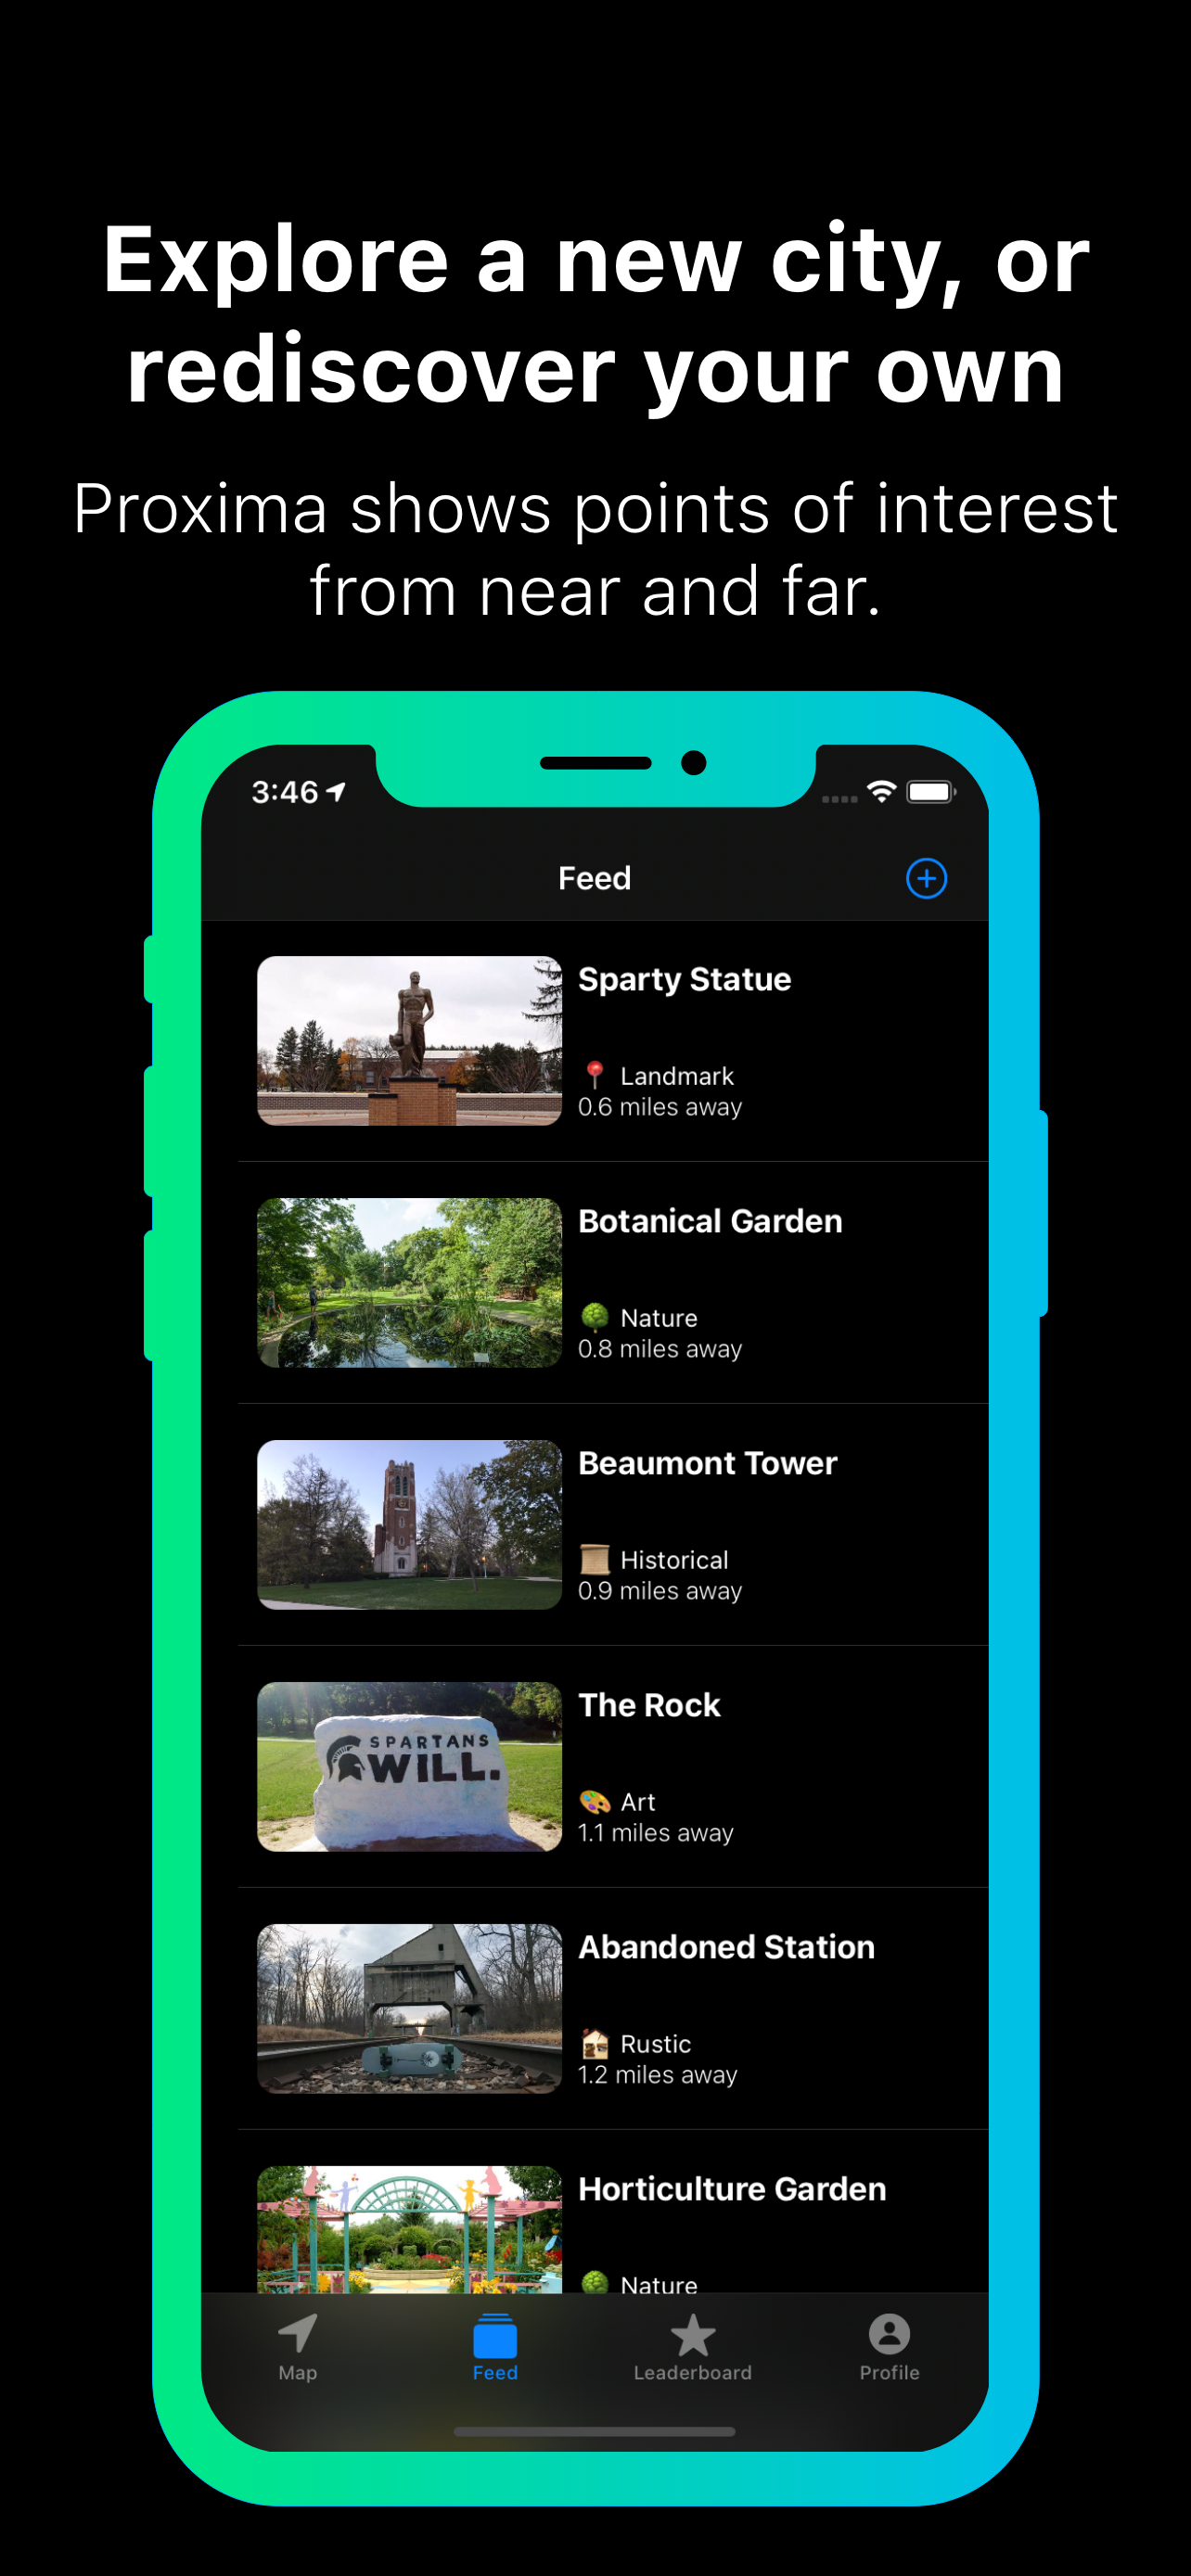 Explore a new city, or
rediscover your own
Proxima shows points of interest
from near and far.
3:46
Feed
Sparty Statue
Landmark
0.6 miles away
Botanical Garden
Nature
0.8 miles away
Beaumont Tower
Historical
0.9 miles away
SPARTANS
WILL.
The Rock
Art
1.1 miles away
Abandoned Station
Rustic
1.2 miles away
Horticulture Garden
Nature
Map
Feed
Leaderboard
Profile